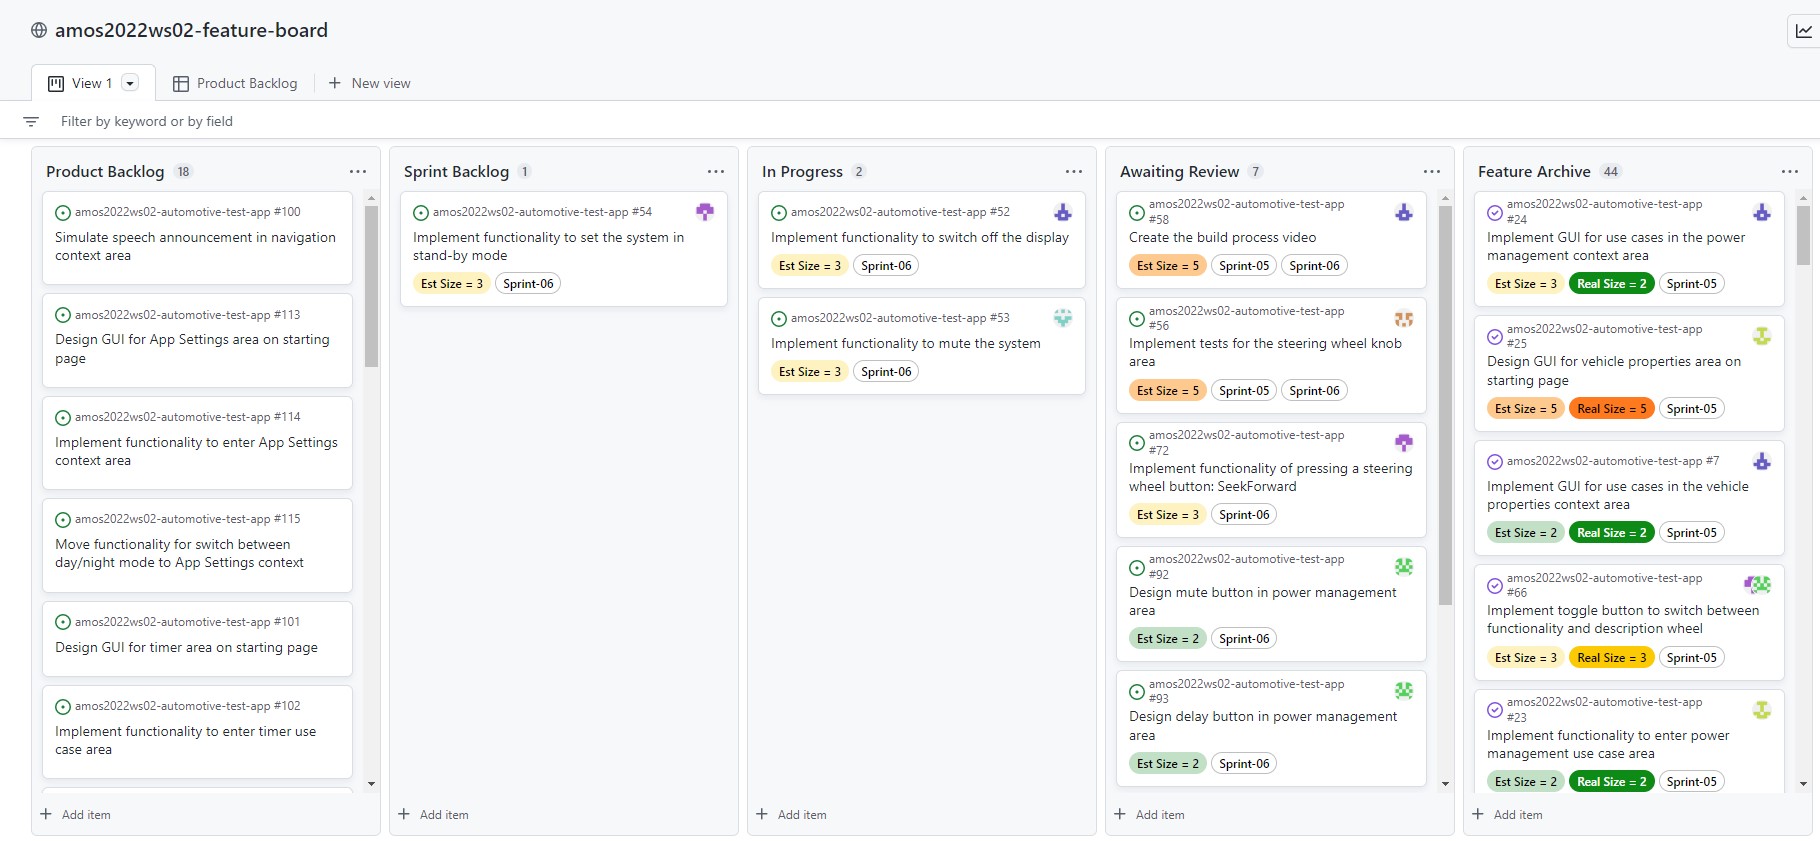 amos2022ws02-feature-board
View 1
Product Backlog
New view
Filter by keyword or by field
Product Backlog 18
amos2022ws02-automotive-test-app #100
Simulate speech announcement in navigation
context area
amos2022ws02-automotive-test-app #113
Design GUI for App Settings area on starting
page
amos2022ws02-automotive-test-app #114
Implement functionality to enter App Settings
context area
amos2022ws02-automotive-test-app #115
Move functionality for switch between
day/night mode to App Settings context
amos2022ws02-automotive-test-app #101
Design GUI for timer area on starting page
amos2022ws02-automotive-test-app #102
Implement functionality to enter timer use
case area
Add item
Sprint Backlog 1
amos2022ws02-automotive-test-app #54
Implement functionality to set the system in
stand-by mode
Est Size = 3 Sprint-06
Add item
In Progress 2
amos2022ws02-automotive-test-app #52
Implement functionality to switch off the display
Est Size = 3 Sprint-06
amos2022ws02-automotive-test-app #53
Implement functionality to mute the system
Est Size = 3 Sprint-06
Add item
Awaiting Review 7
amos2022ws02-automotive-test-app
#58
Create the build process video
Est Size = 5 Sprint-05 Sprint-06
amos2022ws02-automotive-test-app
#56
Implement tests for the steering wheel knob
area
Est Size = 5 Sprint-05 Sprint-06
amos2022ws02-automotive-test-app
#72
Implement functionality of pressing a steering
wheel button: SeekForward
Est Size = 3 Sprint-06
amos2022ws02-automotive-test-app
#92
Design mute button in power management
area
Est Size = 2 Sprint-06
amos2022ws02-automotive-test-app
#93
Design delay button in power management
area
Est Size = 2 Sprint-06
Add item
Feature Archive 44
amos2022ws02-automotive-test-app
#24
Implement GUI for use cases in the power
management context area
Est Size = 3 Real Size = 2 Sprint-05
amos2022ws02-automotive-test-app
#25
Design GUI for vehicle properties area on
starting page
Est Size = 5 Real Size = 5 Sprint-05
amos2022ws02-automotive-test-app #7
Implement GUI for use cases in the vehicle
properties context area
Est Size = 2 Real Size = 2 Sprint-05
amos2022ws02-automotive-test-app
#66
Implement toggle button to switch between
functionality and description wheel
Est Size = 3 Real Size = 3 Sprint-05
amos2022ws02-automotive-test-app
#23
Implement functionality to enter power
management use case area
Est Size = 2 Real Size = 2 Sprint-05
Add item